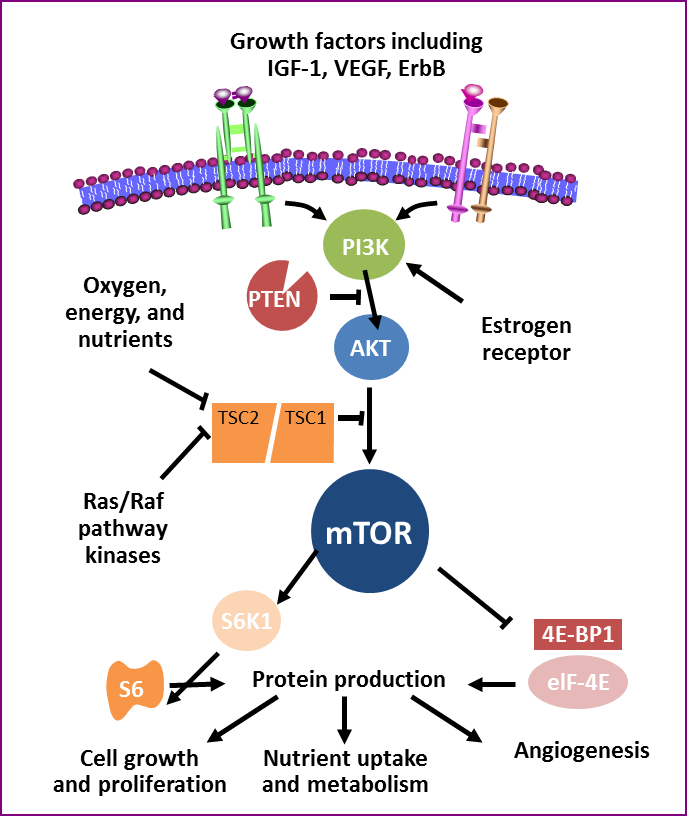 Growth factors including
IGF-1, VEGF, ErbB
PI3K
PTEN
Oxygen,
energy, and
nutrients
Estrogen
receptor
AKT
TSC2
TSC1
Ras/Raf
pathway
kinases
mTOR
S6K1
4E-BP1
S6
Protein production
elF-4E
Cell growth
and proliferation
Nutrient uptake
and metabolism
Angiogenesis